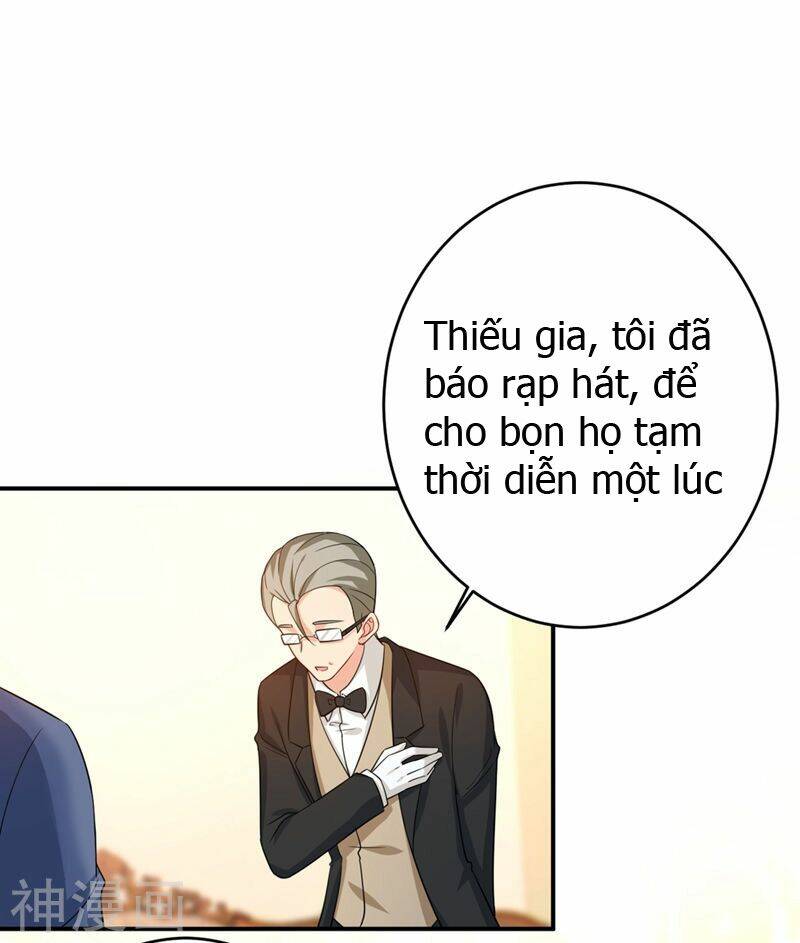 Thiếu gia, tôi đã
báo rạp hát, để
cho bọn họ tạm
thời diễn một lúc
神漫画